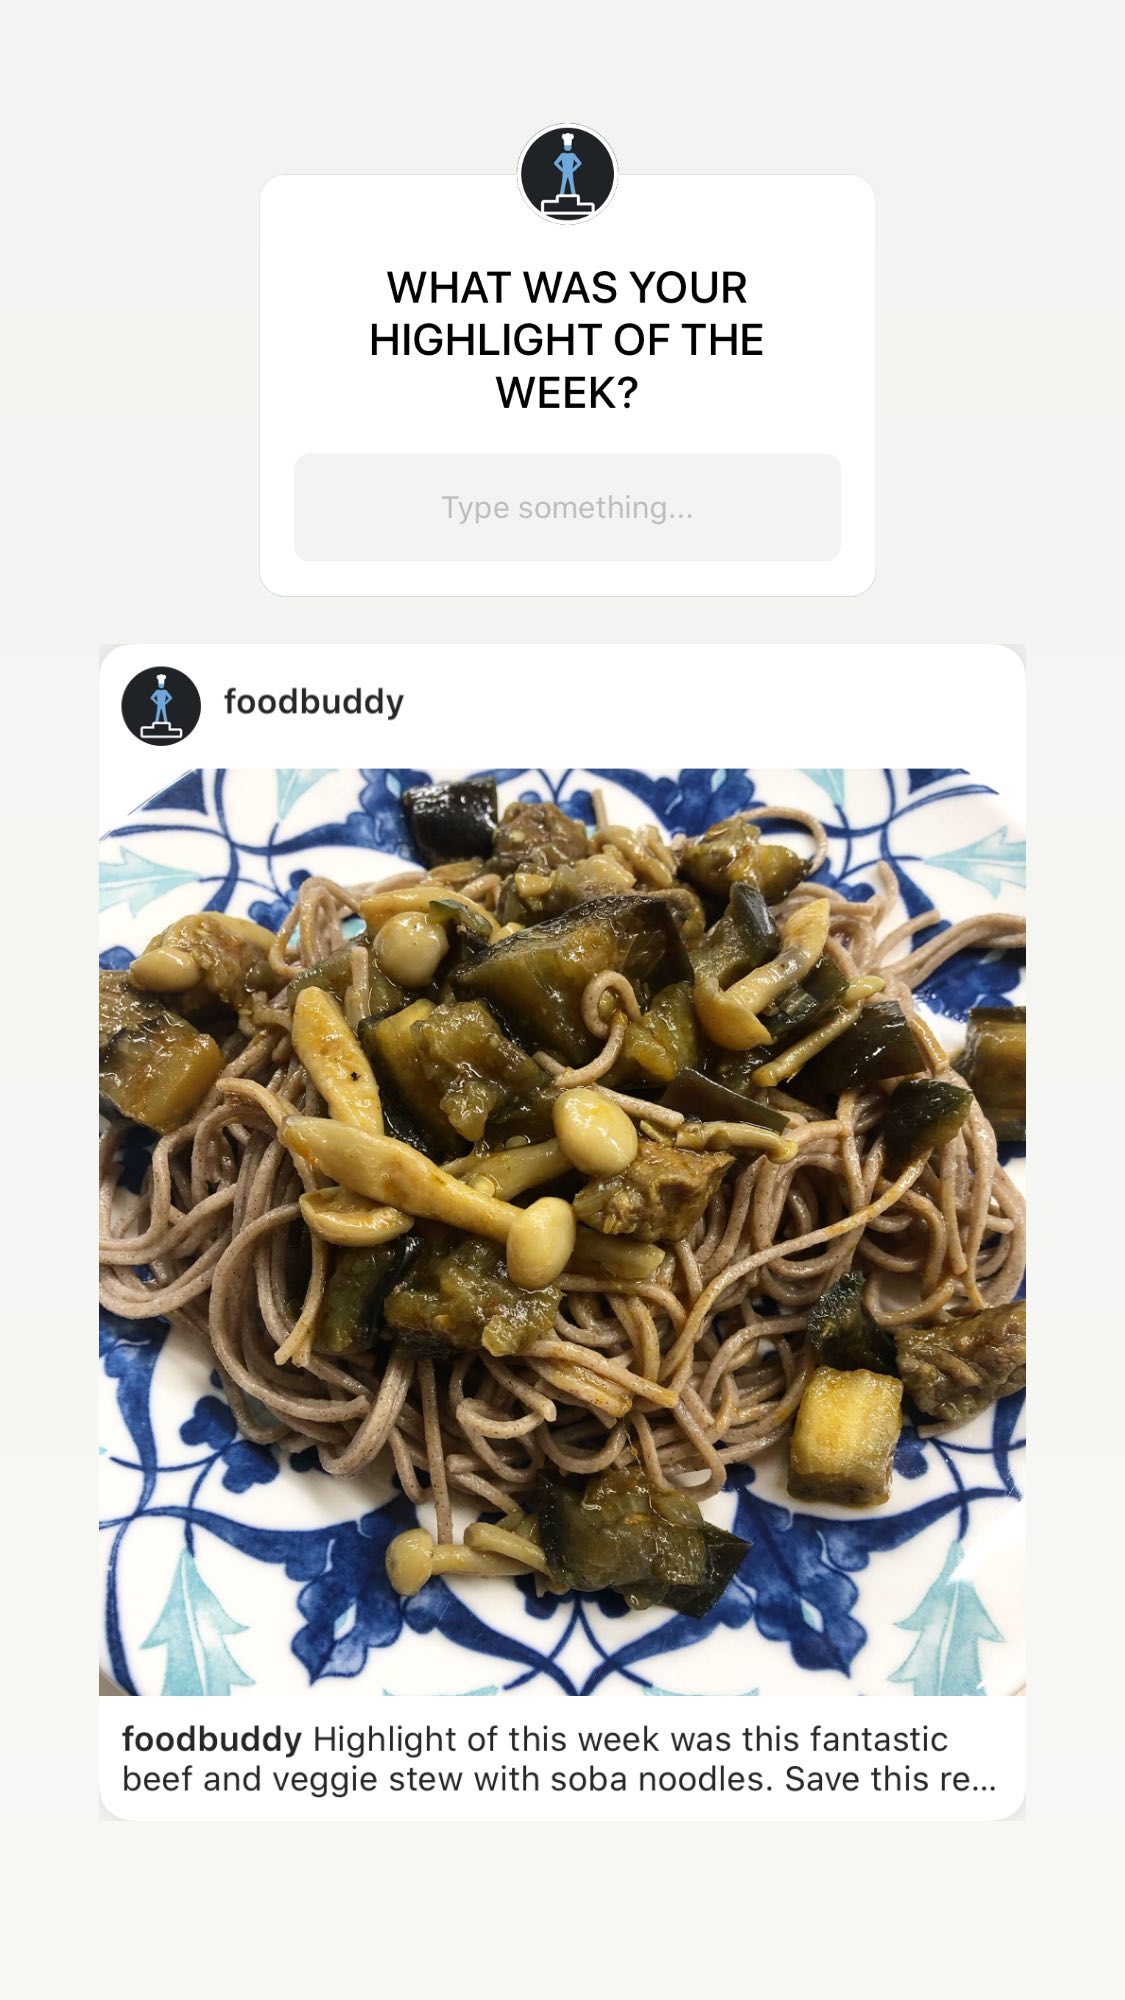 WHAT WAS YOUR
HIGHLIGHT OF THE
WEEK?
Type something...
foodbuddy
foodbuddy Highlight of this week was this fantastic
beef and veggie stew with soba noodles. Save this re...